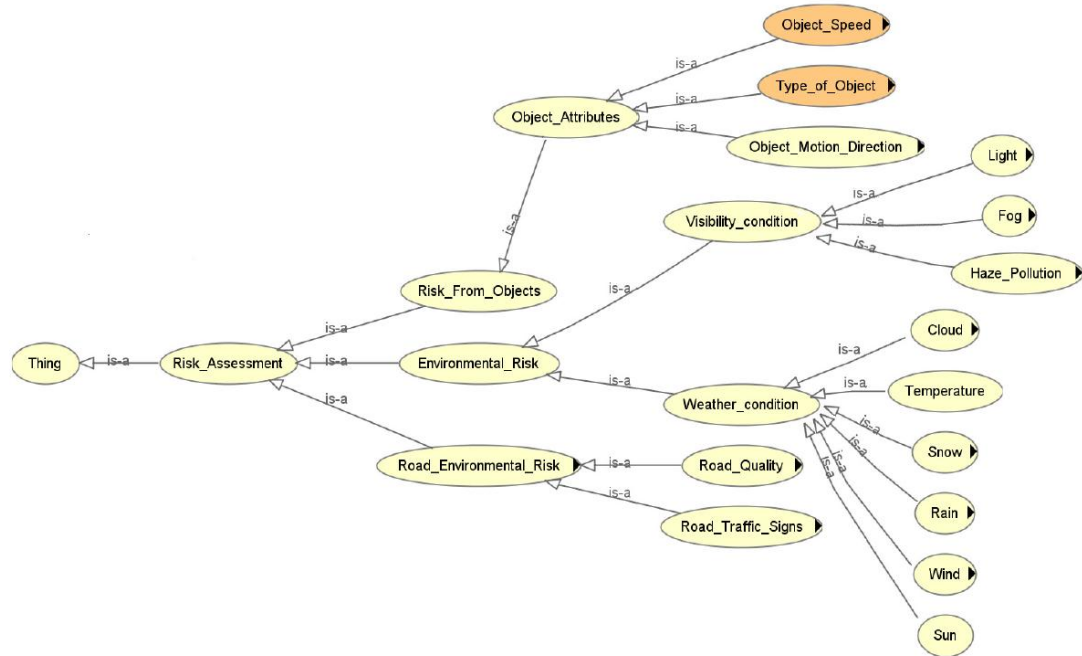 Object_Speed
is-a
Type_of_Object
is-a
Object_Attributes
is-a
Object_Motion_Direction
Light
is-a
Visibility_condition
is-a
Fog
is-a
is-a
Haze_Pollution
Risk_From_Objects
is-a
is-a
Cloud
Thing
is-a
Risk_Assessment
is-a
Environmental_Risk
is-a
is-a
is-a
Temperature
Weather_condition
is-a
is-a
Snow
is-a
Road_Environmental_Risk
is-a
Road_Quality
is-a
is-a
is-a
Rain
Road_Traffic_Signs
Wind
Sun